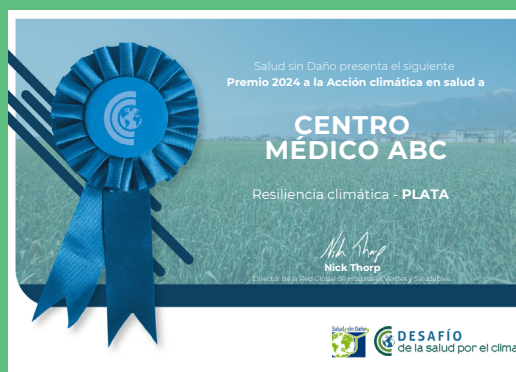 Salud sin Daño presenta el siguiente
Premio 2024 a la Acción climática en salud a
CENTRO
MÉDICO ABC
Resiliencia climática - PLATA
Nick Thorp
Nick Thorp
Director de la Red Global de Hospitales Verdes y Saludables
Salud sin Daño
DESAFÍO
de la salud por el clima